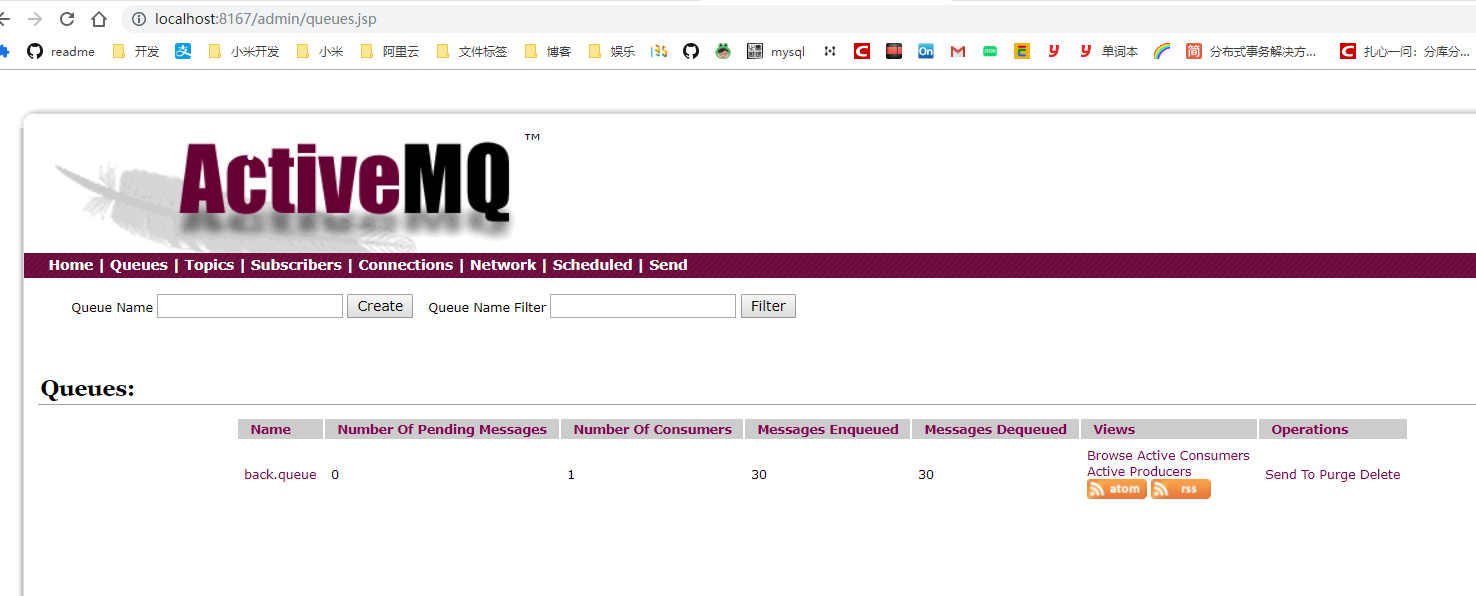 localhost:8167/admin/queues.jsp
readme 开发 小米开发 小米 阿里云 文件标签 博客 娱乐 mysql On 单词本 简 分布式事务解决方... 扎心一问：分库分...
ActiveMQ™
Home | Queues | Topics | Subscribers | Connections | Network | Scheduled | Send
Queue Name Create Queue Name Filter Filter
Queues:
Name Number Of Pending Messages Number Of Consumers Messages Enqueued Messages Dequeued Views Operations
back.queue 0 1 30 30 Browse Active Consumers
Active Producers
atom rss
Send To Purge Delete